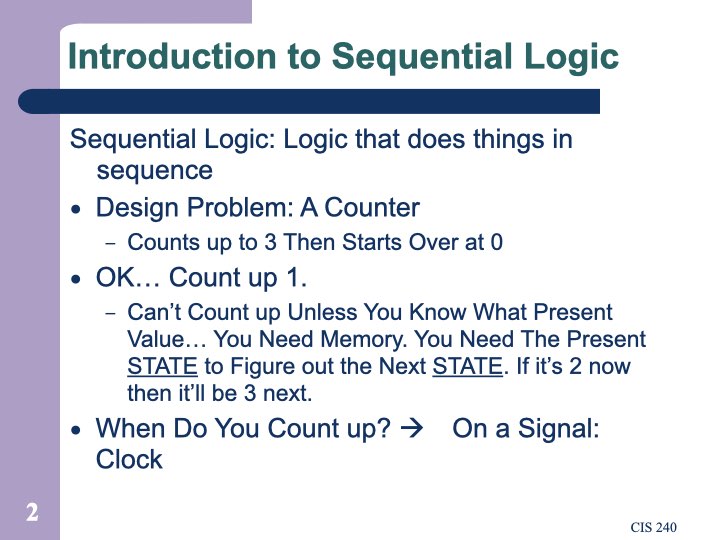 Introduction to Sequential Logic
Sequential Logic: Logic that does things in
sequence
• Design Problem: A Counter
– Counts up to 3 Then Starts Over at 0
• OK… Count up 1.
– Can’t Count up Unless You Know What Present
Value… You Need Memory. You Need The Present
STATE to Figure out the Next STATE. If it’s 2 now
then it’ll be 3 next.
• When Do You Count up? → On a Signal:
Clock
2
CIS 240